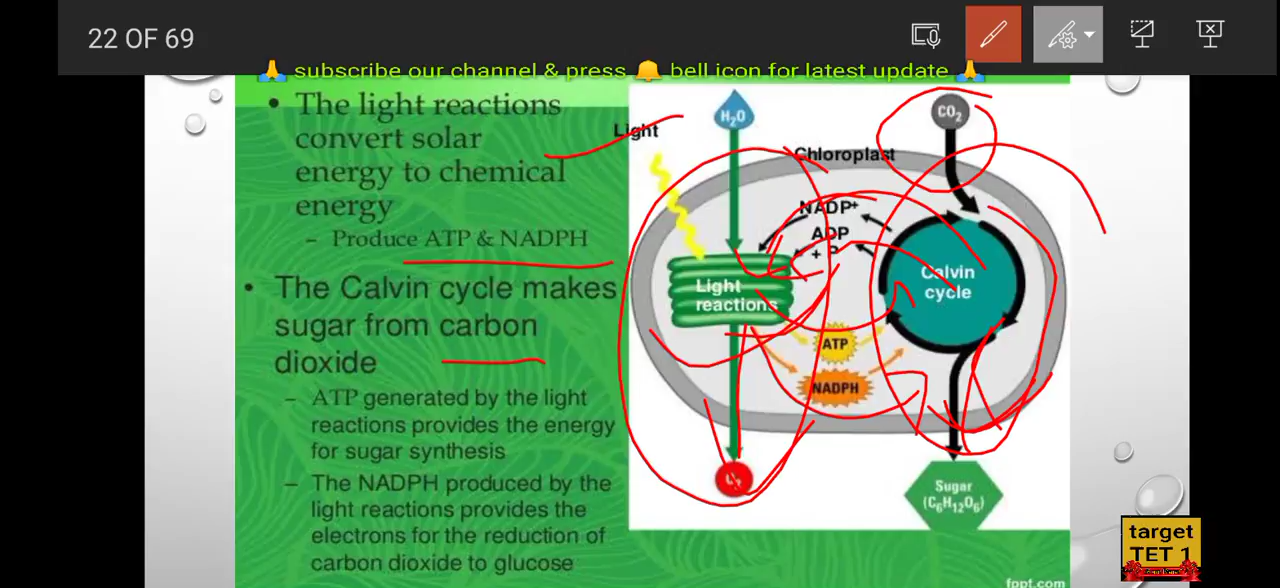 22 OF 69
🙏 subscribe our channel & press 🔔 bell icon for latest update 🙏
• The light reactions
convert solar
energy to chemical
energy
– Produce ATP & NADPH
• The Calvin cycle makes
sugar from carbon
dioxide
– ATP generated by the light
reactions provides the energy
for sugar synthesis
– The NADPH produced by the
light reactions provides the
electrons for the reduction of
carbon dioxide to glucose
Light
H₂O
CO₂
Chloroplast
NADP⁺
ADP
+ P
Light
reactions
Calvin
cycle
ATP
NADPH
Sugar
(C₆H₁₂O₆)
target
TET 1
fppt.com